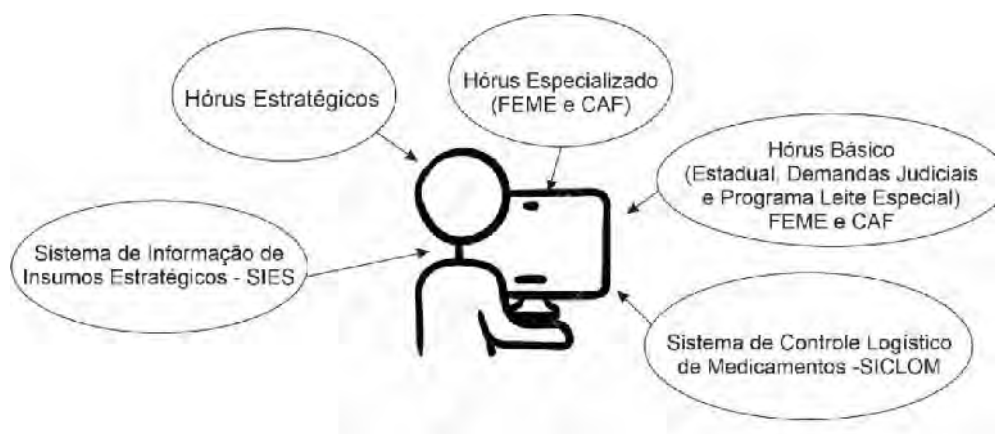 Hórus Estratégicos
Hórus Especializado
(FEME e CAF)
Hórus Básico
(Estadual, Demandas Judiciais
e Programa Leite Especial)
FEME e CAF
Sistema de Informação de
Insumos Estratégicos - SIES
Sistema de Controle Logístico
de Medicamentos -SICLOM